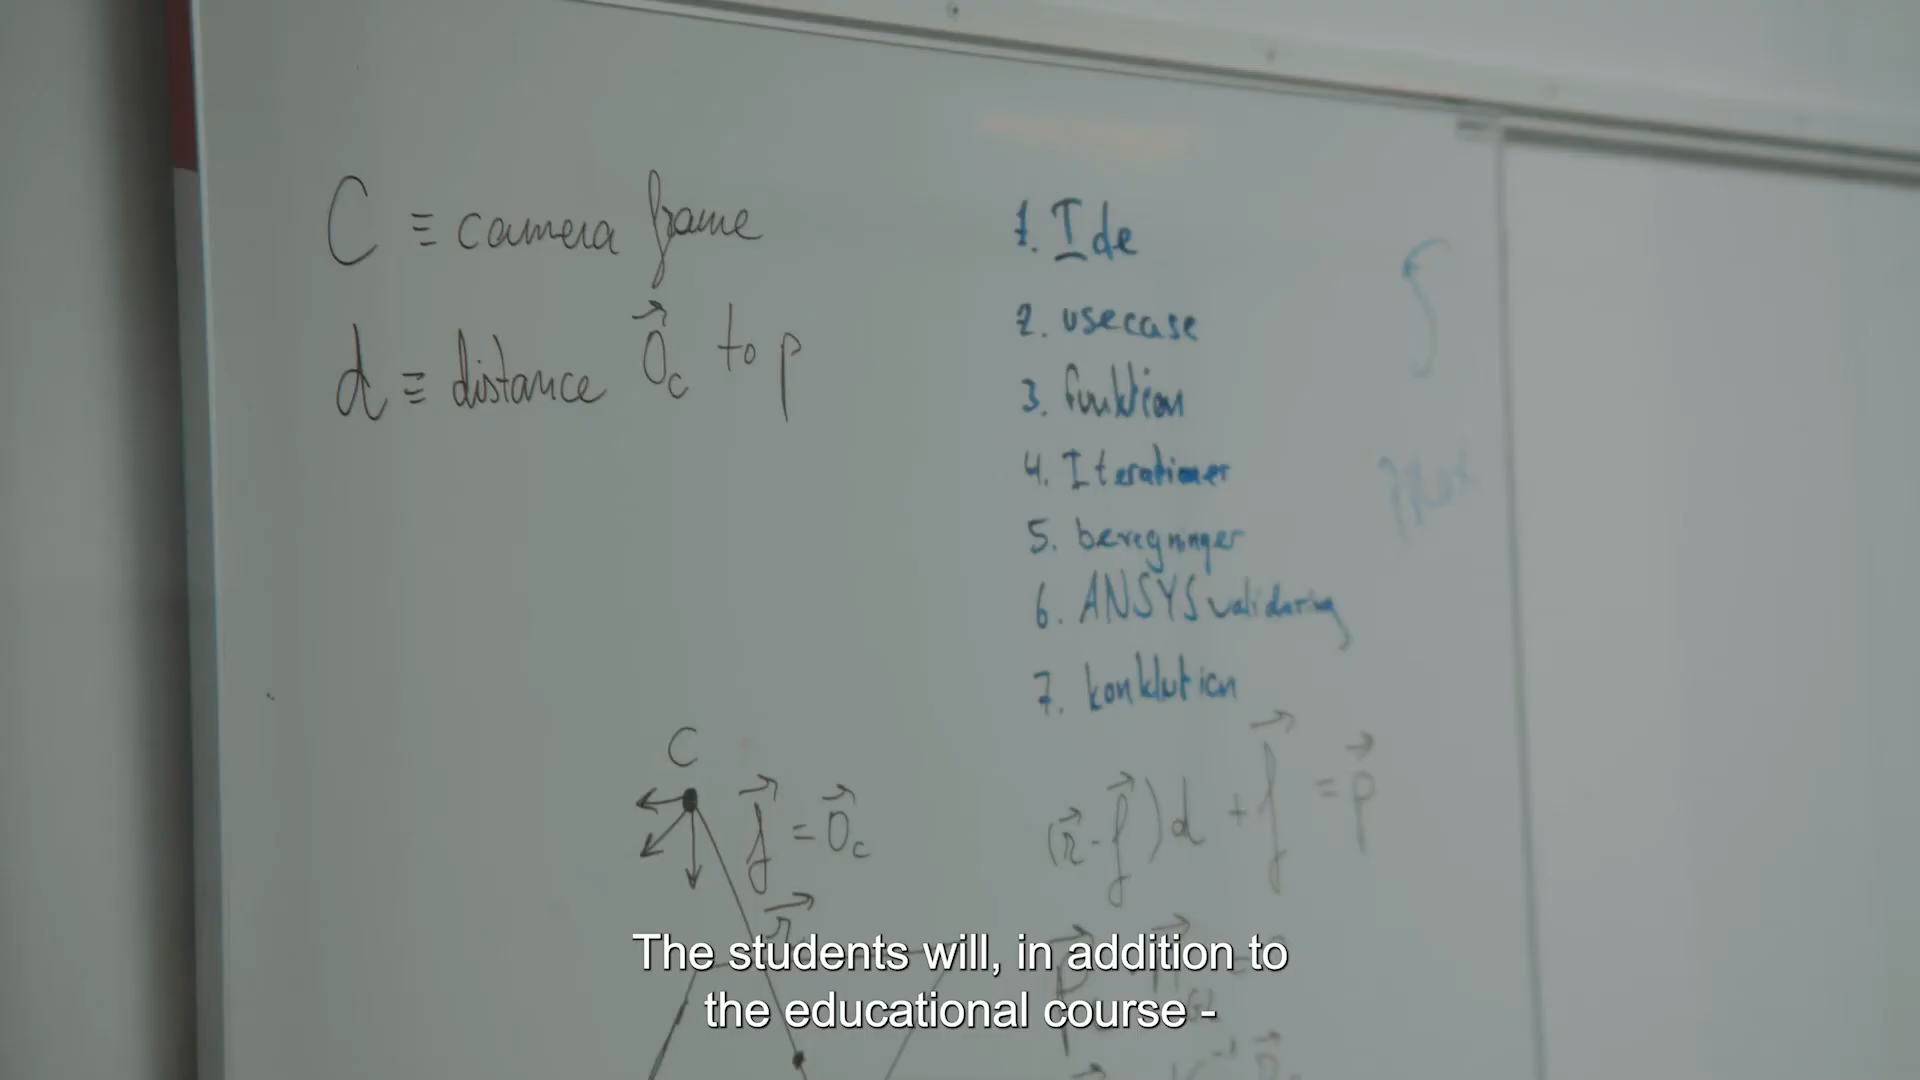 C ≡ camera frame
d ≡ distance O⃗c to p
1. Ide
2. usecase
3. funktion
4. Iterationer
5. beregninger
6. ANSYS validering
7. konklution
C
f⃗ = O⃗c
r⃗
(r⃗ - f⃗)d + f⃗ = p⃗
The students will, in addition to
the educational course -